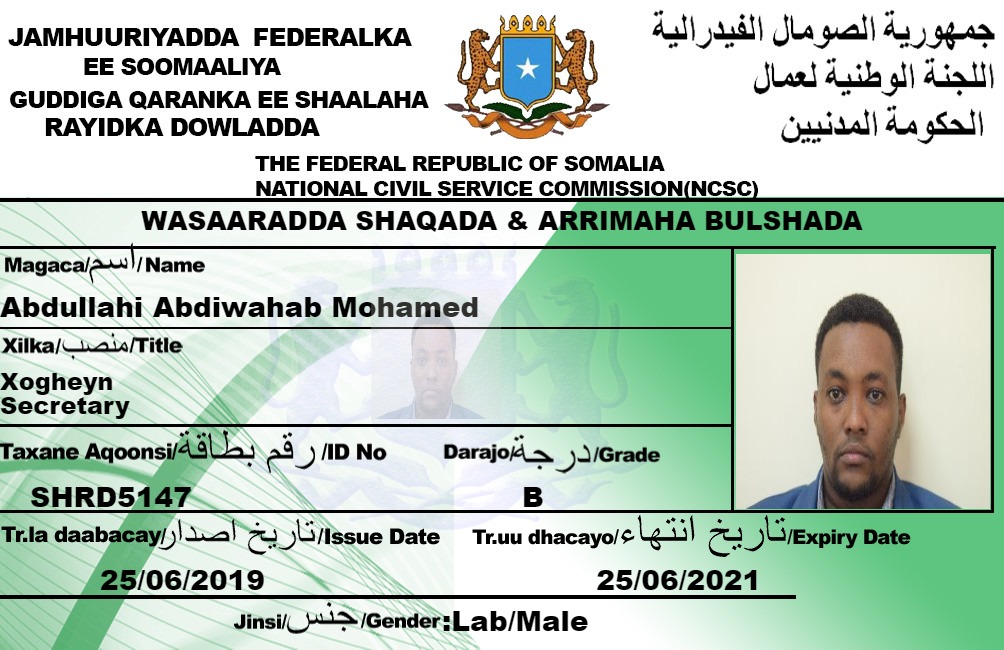 JAMHUURIYADDA FEDERALKA
EE SOOMAALIYA
GUDDIGA QARANKA EE SHAALAHA
RAYIDKA DOWLADDA
جمهورية الصومال الفيدرالية
اللجنة الوطنية لعمال
الحكومة المدنيين
THE FEDERAL REPUBLIC OF SOMALIA
NATIONAL CIVIL SERVICE COMMISSION(NCSC)
WASAARADDA SHAQADA & ARRIMAHA BULSHADA
Magaca/اسم/Name
Abdullahi Abdiwahab Mohamed
Xilka/منصب/Title
Xogheyn
Secretary
Taxane Aqoonsi/رقم بطاقة/ID No
Darajo/درجة/Grade
SHRD5147
B
Tr.la daabacay/تاريخ اصدار/Issue Date
Tr.uu dhacayo/تاريخ انتهاء/Expiry Date
25/06/2019
25/06/2021
Jinsi/جنس/Gender:Lab/Male